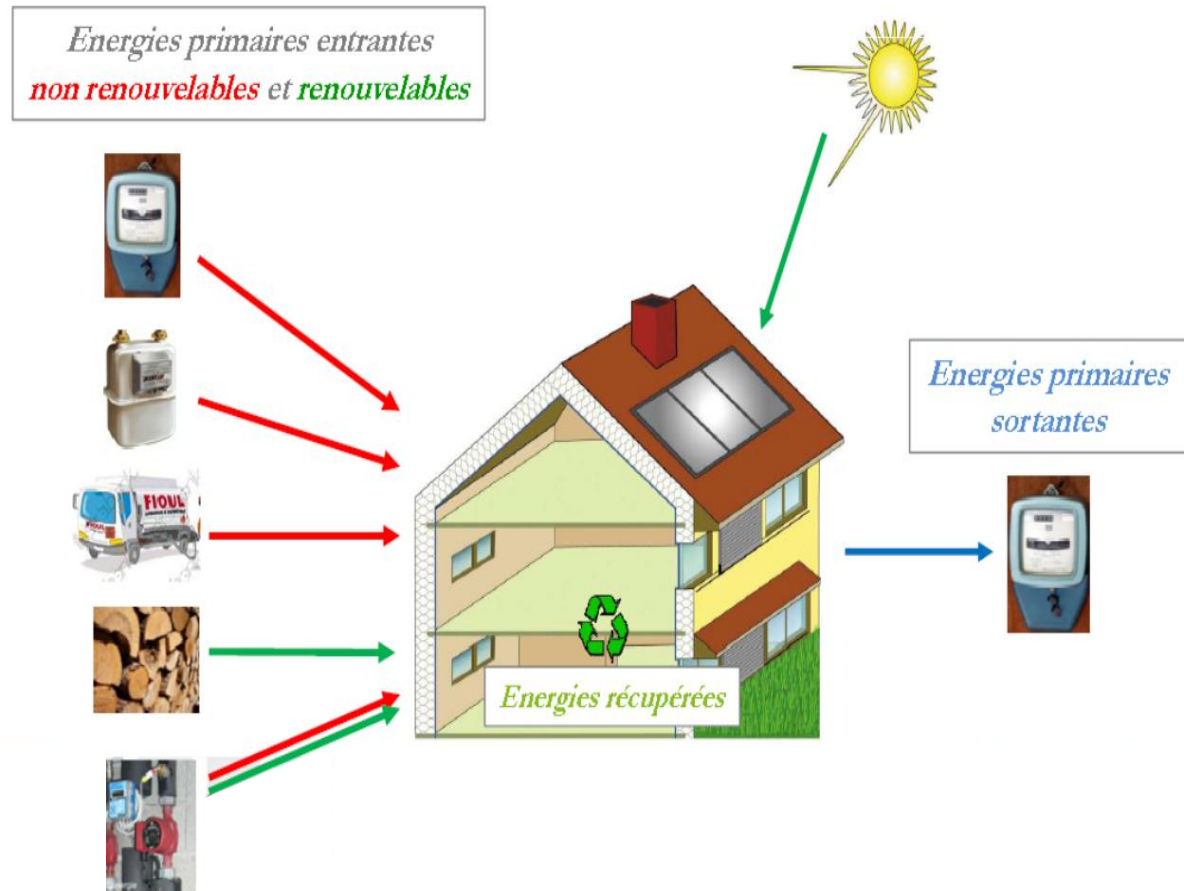 Energies primaires entrantes
non renouvelables et renouvelables
FIOUL
Energies primaires
sortantes
Energies récupérées